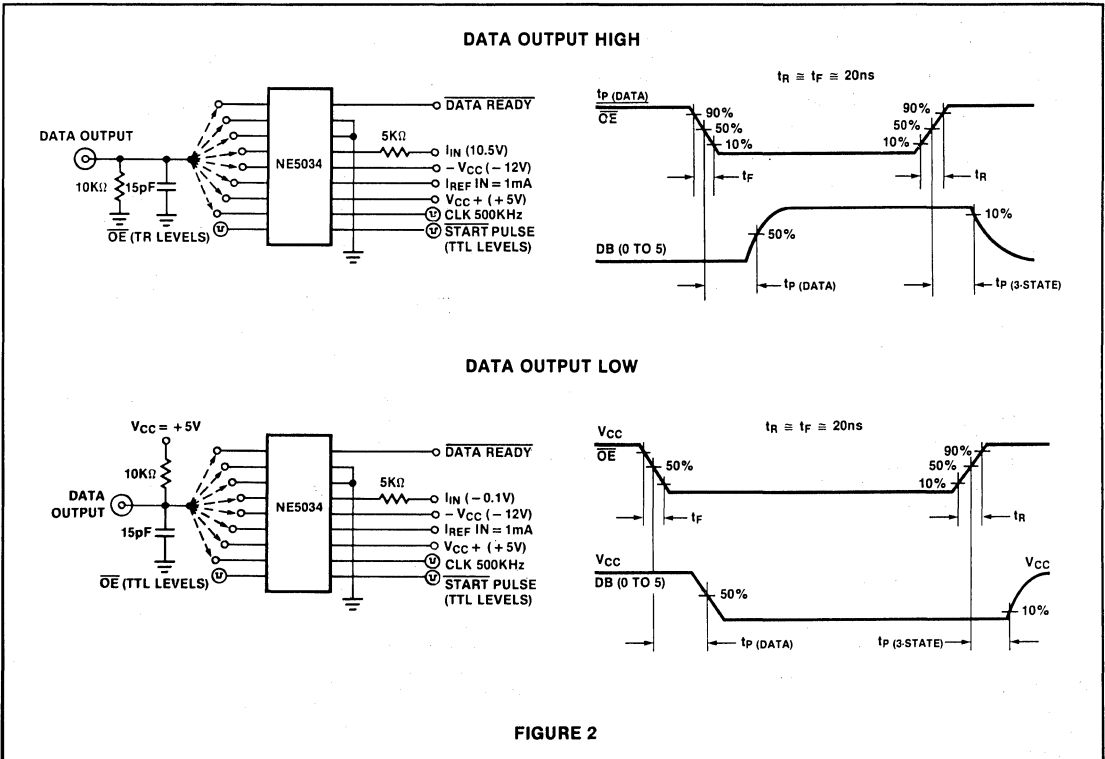 DATA OUTPUT HIGH
DATA OUTPUT
10KΩ
15pF
OE (TR LEVELS)
NE5034
DATA READY
5KΩ
IIN (10.5V)
- VCC (- 12V)
IREF IN = 1mA
VCC + (+ 5V)
CLK 500KHz
START PULSE
(TTL LEVELS)
tR ≅ tF ≅ 20ns
tP (DATA)
OE
90%
50%
10%
tF
90%
50%
10%
tR
DB (0 TO 5)
50%
10%
tP (DATA)
tP (3-STATE)
DATA OUTPUT LOW
VCC = + 5V
10KΩ
DATA
OUTPUT
15pF
OE (TTL LEVELS)
NE5034
DATA READY
5KΩ
IIN (- 0.1V)
- VCC (- 12V)
IREF IN = 1mA
VCC + (+ 5V)
CLK 500KHz
START PULSE
(TTL LEVELS)
tR ≅ tF ≅ 20ns
VCC
OE
50%
tF
90%
50%
10%
tR
VCC
DB (0 TO 5)
50%
VCC
10%
tP (DATA)
tP (3-STATE)
FIGURE 2